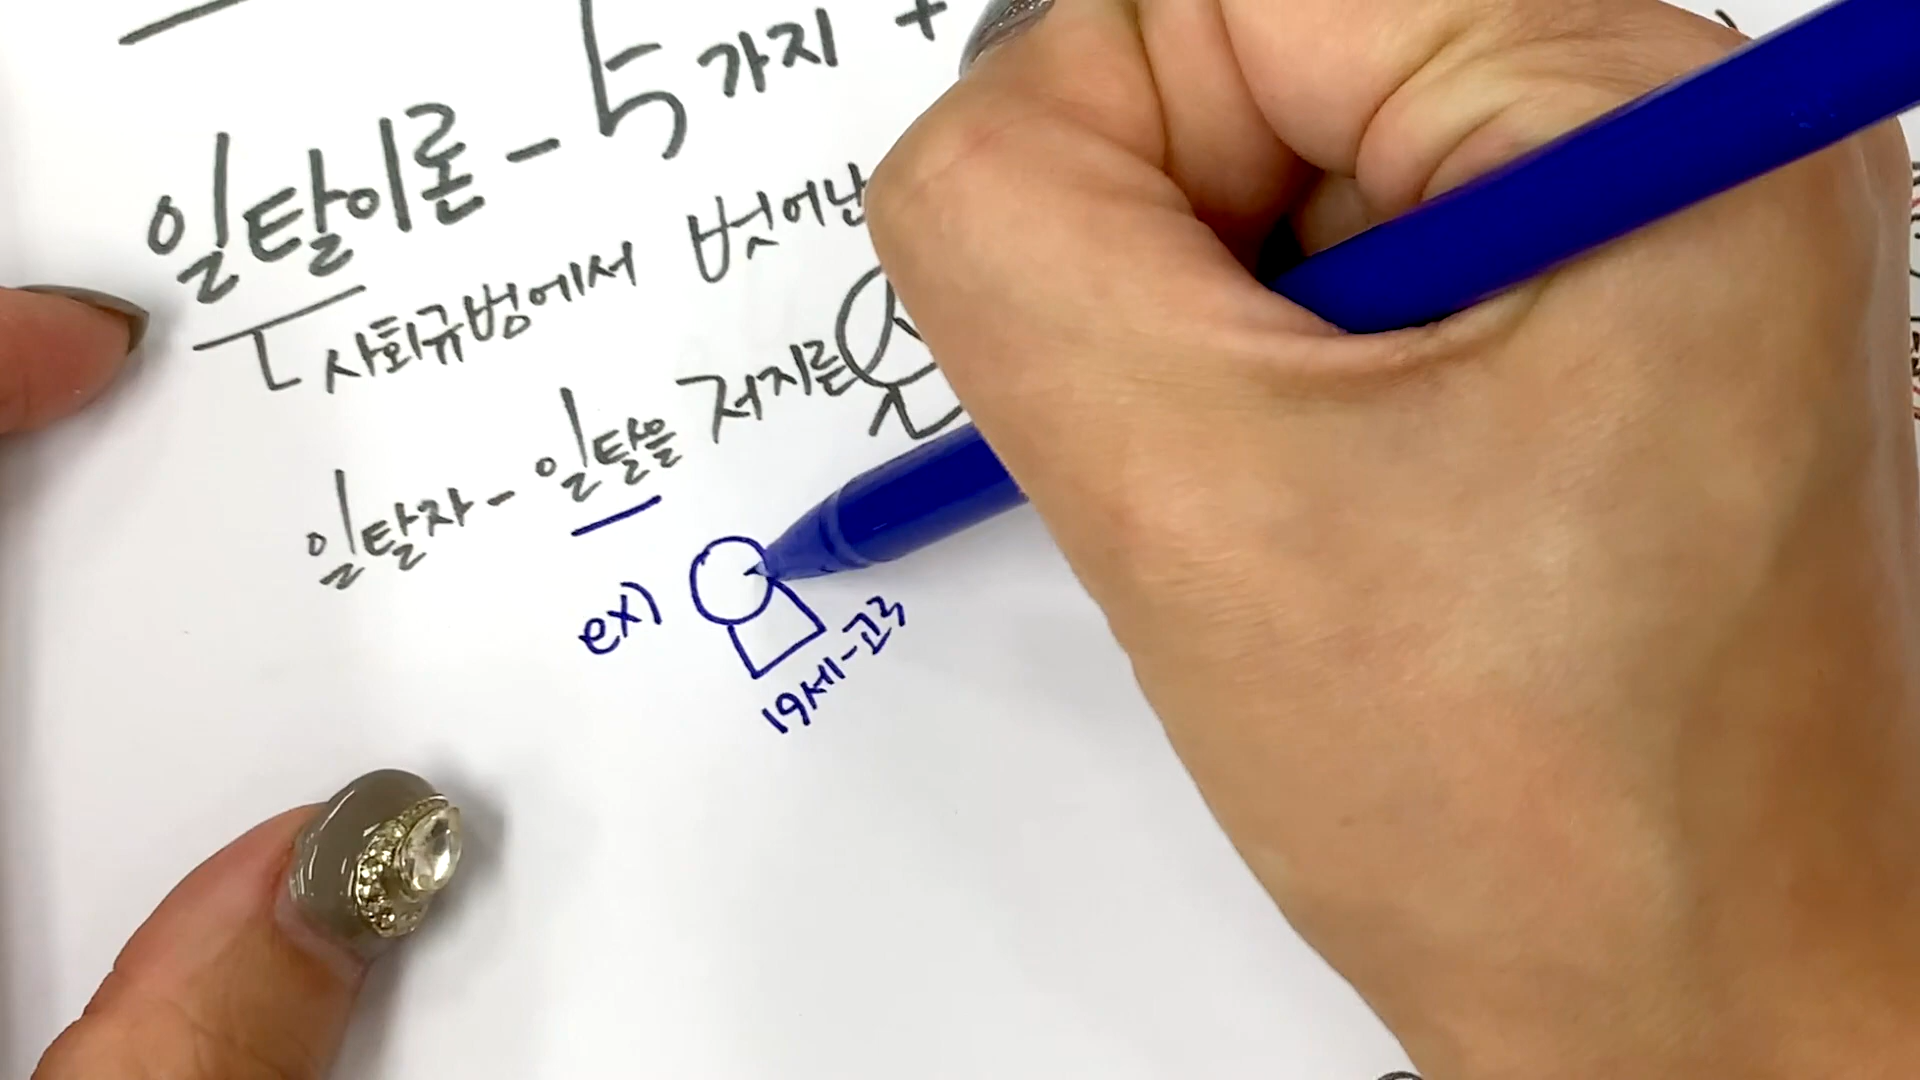 일탈이론 - 5가지 +
사회규범에서 벗어난
일탈자 - 일탈을 저지른
ex)
19세-고3